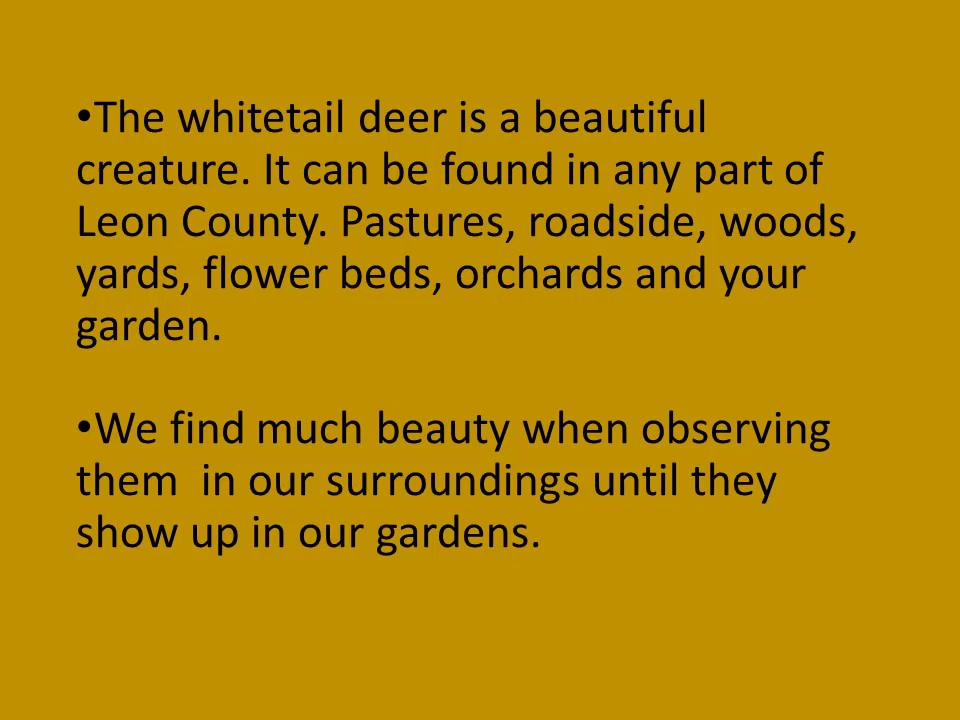 •The whitetail deer is a beautiful
creature. It can be found in any part of
Leon County. Pastures, roadside, woods,
yards, flower beds, orchards and your
garden.
•We find much beauty when observing
them  in our surroundings until they
show up in our gardens.